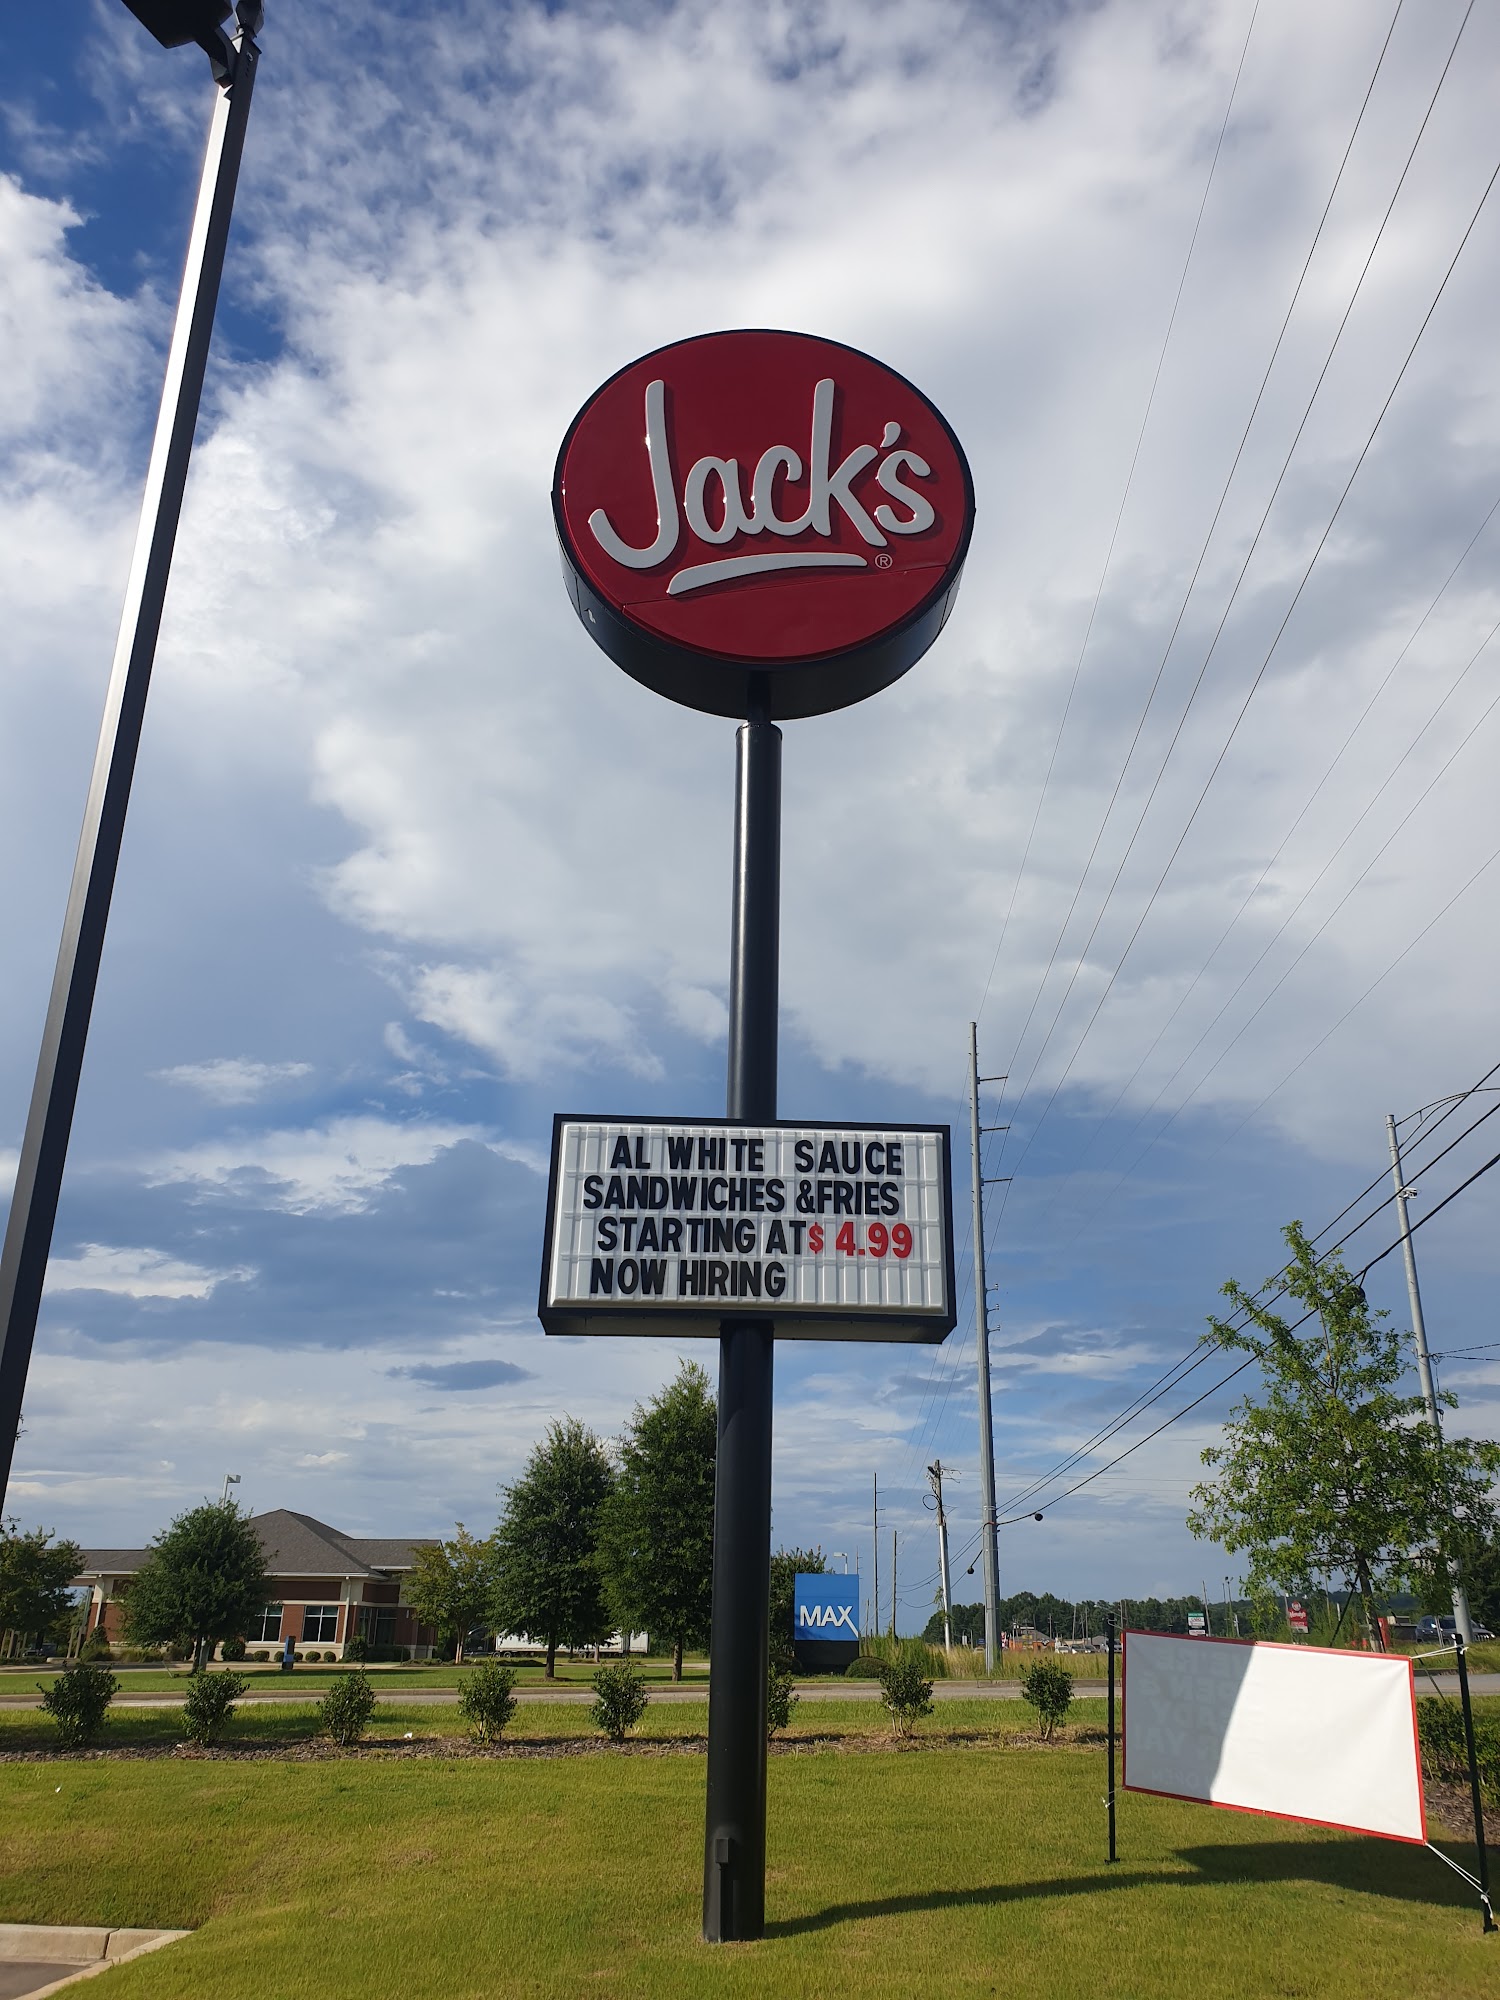 Jack's
®
AL WHITE SAUCE
SANDWICHES &FRIES
STARTING AT $ 4.99
NOW HIRING
MAX